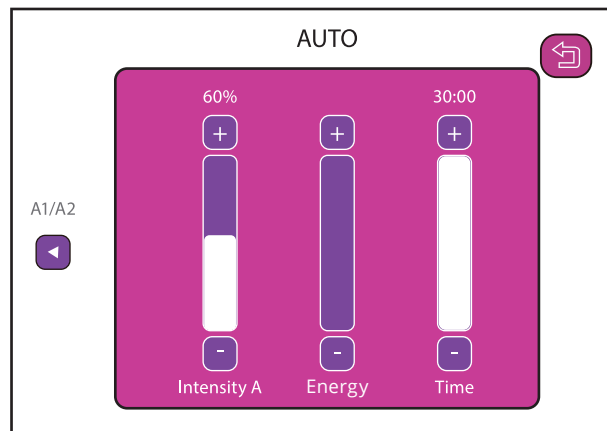 AUTO
60%
30:00
+
+
+
A1/A2
-
-
-
Intensity A
Energy
Time